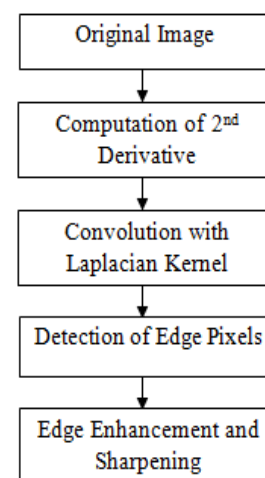 Original Image
Computation of 2nd
Derivative
Convolution with
Laplacian Kernel
Detection of Edge Pixels
Edge Enhancement and
Sharpening